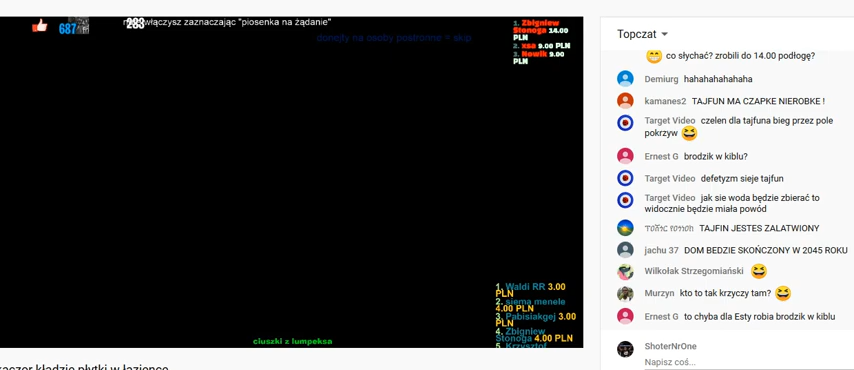 włączysz zaznaczając "piosenka na żądanie"
283
687
donejty na osoby postronne = skip
1. Zbigniew
Stonoga 14.00
PLN
2. xsa 9.00 PLN
3. Nowik 9.00
PLN
1. Waldi RR 3.00
PLN
2. siema menele
4.00 PLN
3. Pabisiakgej 3.00
PLN
4. Zbigniew
Stonoga 4.00 PLN
5. Krzysztof
ciuszki z lumpeksa
kładzie płytki w łazience
Topczat
co słychać? zrobili do 14.00 podłogę?
Demiurg hahahahahahaha
kamanes2 TAJFUN MA CZAPKE NIEROBKE !
Target Video czelen dla tajfuna bieg przez pole
pokrzyw
Ernest G brodzik w kiblu?
Target Video defetyzm sieje tajfun
Target Video jak sie woda będzie zbierać to
widocznie będzie miała powód
TAJFIN JESTES ZALATWIONY
jachu 37 DOM BEDZIE SKOŃCZONY W 2045 ROKU
Wilkołak Strzegomiański
Murzyn kto to tak krzyczy tam?
Ernest G to chyba dla Esty robia brodzik w kiblu
ShoterNrOne
Napisz coś...